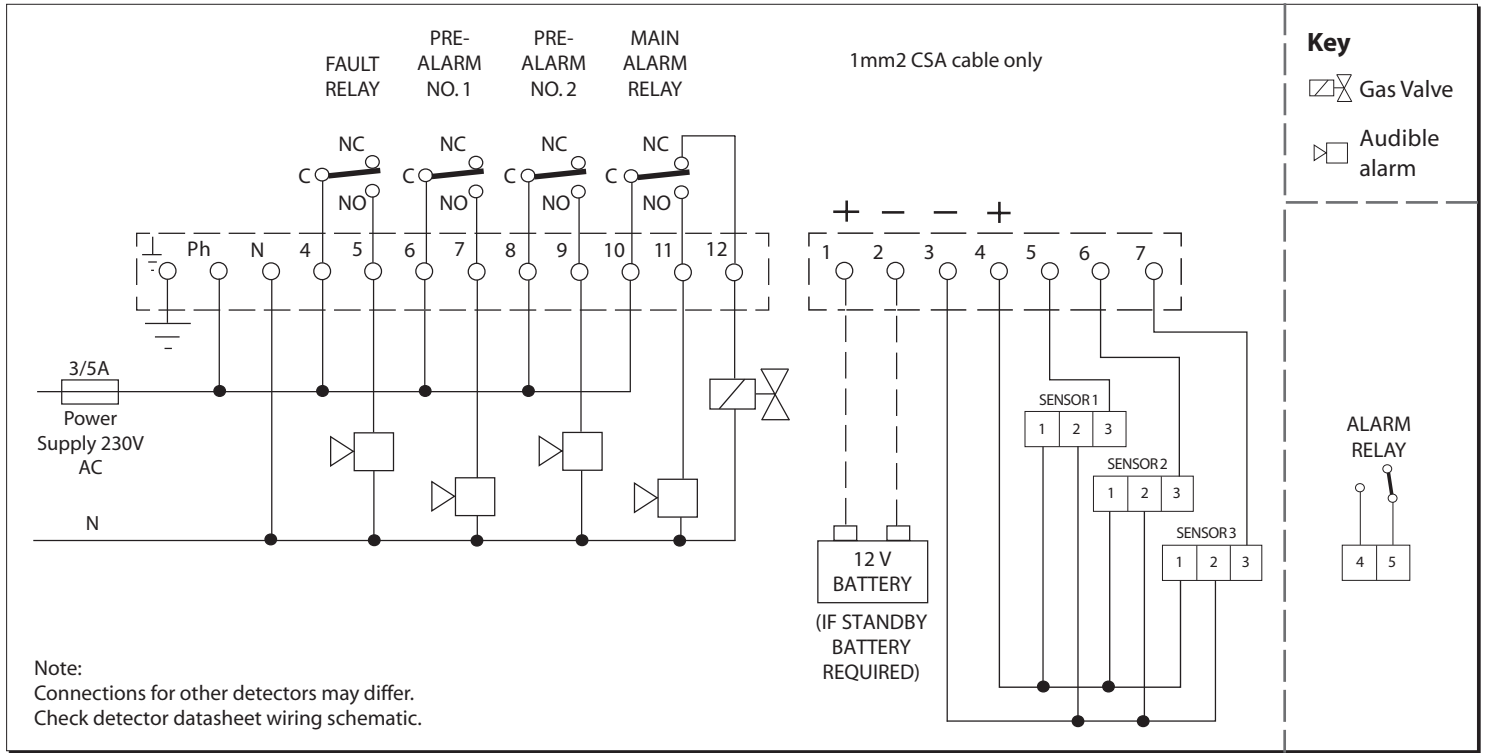 FAULT
RELAY
PRE-
ALARM
NO. 1
PRE-
ALARM
NO. 2
MAIN
ALARM
RELAY
1mm2 CSA cable only
Key
Gas Valve
Audible
alarm
NC
NC
NC
NC
C
C
C
C
NO
NO
NO
NO
+ − − +
Ph N 4 5 6 7 8 9 10 11 12
1 2 3 4 5 6 7
3/5A
Power
Supply 230V
AC
N
SENSOR 1
1 2 3
SENSOR 2
1 2 3
SENSOR 3
1 2 3
12 V
BATTERY
(IF STANDBY
BATTERY
REQUIRED)
ALARM
RELAY
4 5
Note:
Connections for other detectors may differ.
Check detector datasheet wiring schematic.